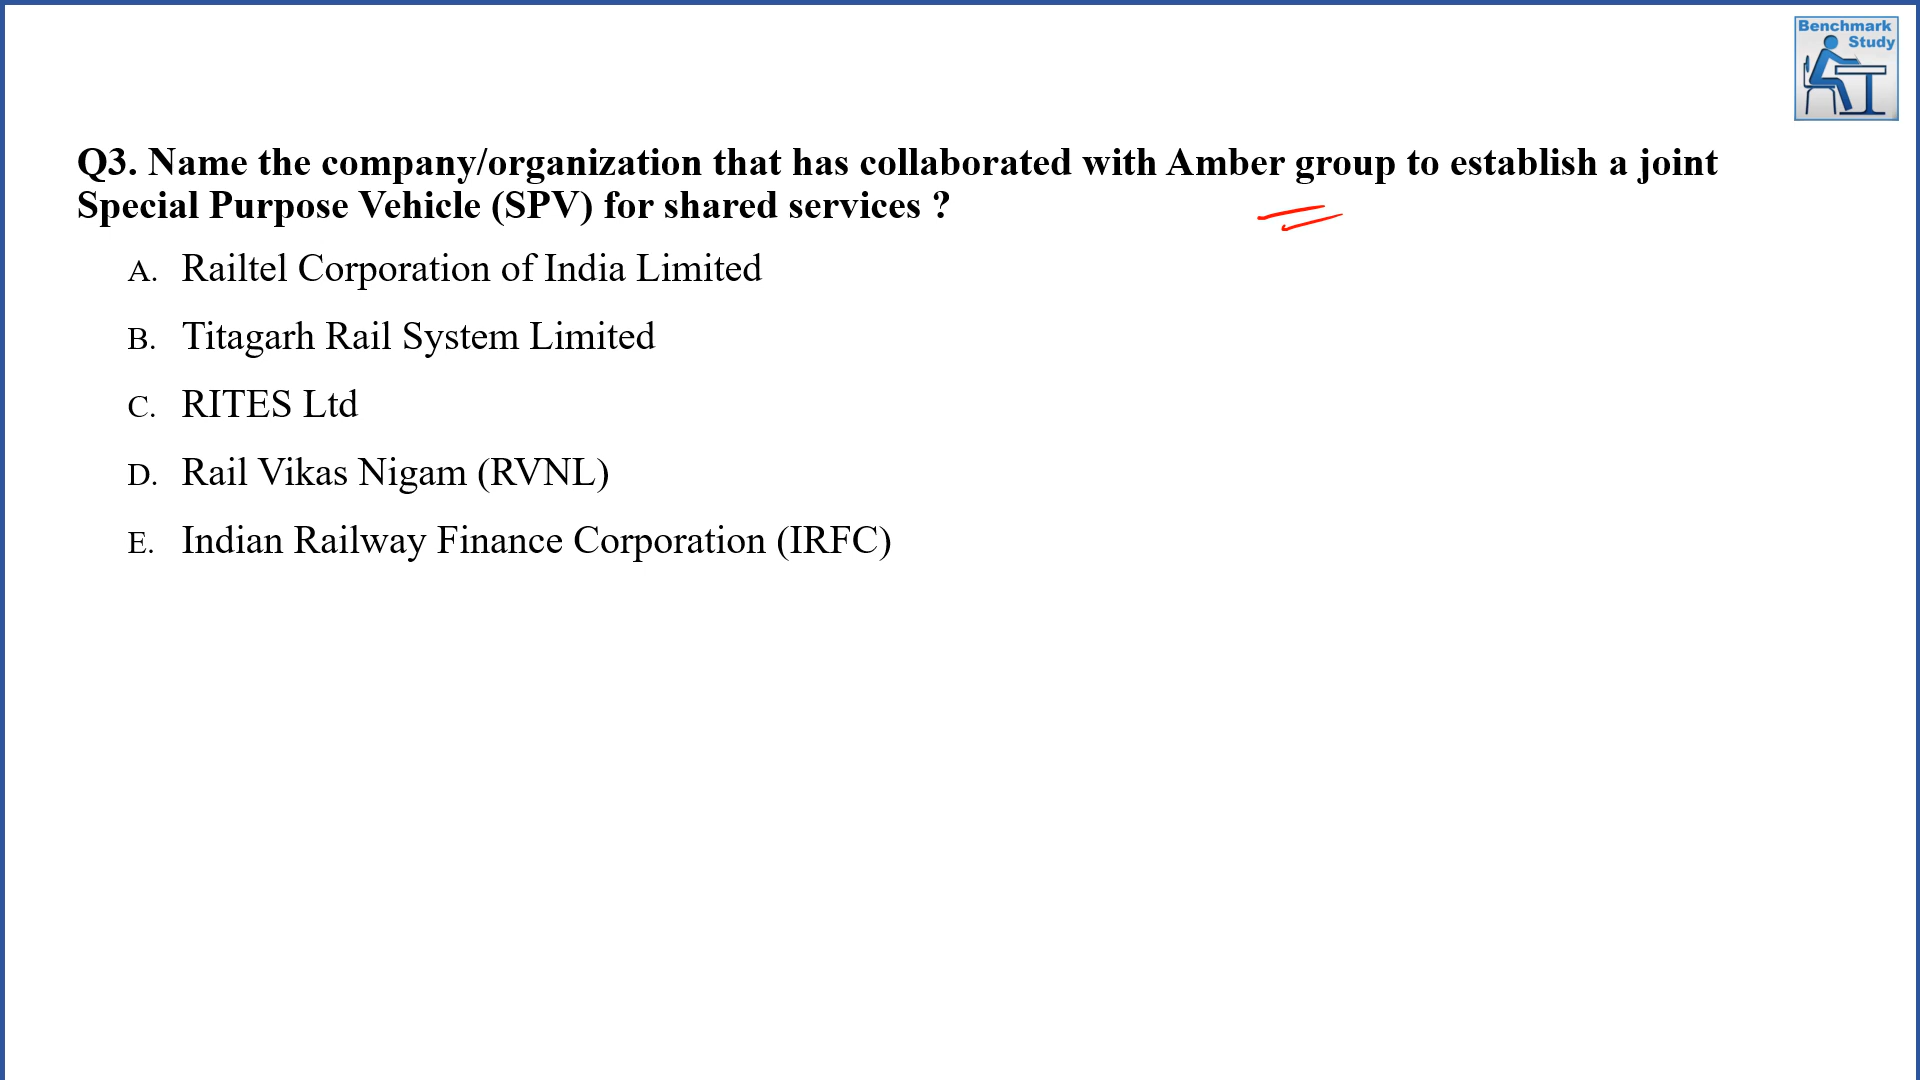 Benchmark
Study
Q3. Name the company/organization that has collaborated with Amber group to establish a joint
Special Purpose Vehicle (SPV) for shared services ?
A. Railtel Corporation of India Limited
B. Titagarh Rail System Limited
C. RITES Ltd
D. Rail Vikas Nigam (RVNL)
E. Indian Railway Finance Corporation (IRFC)